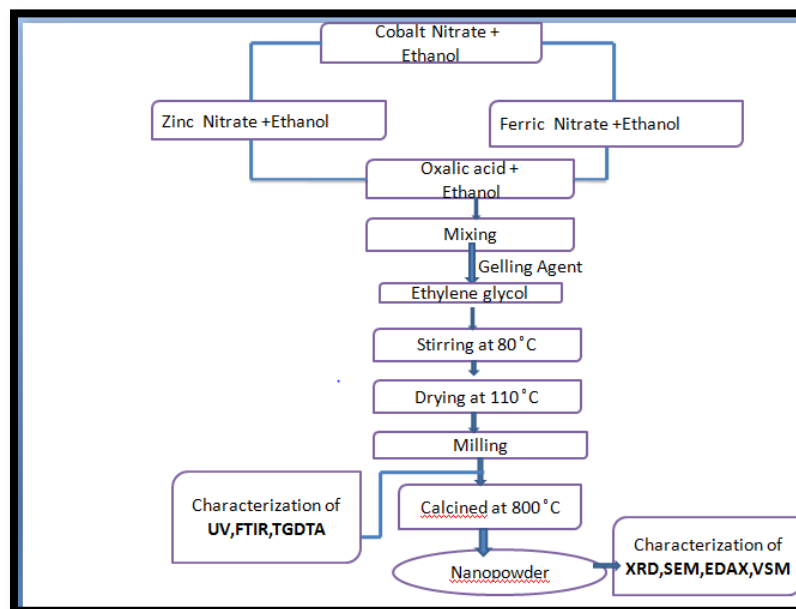 Cobalt Nitrate +
Ethanol
Zinc Nitrate +Ethanol
Ferric Nitrate +Ethanol
Oxalic acid +
Ethanol
Mixing
Gelling Agent
Ethylene glycol
Stirring at 80˚C
Drying at 110˚C
Milling
Characterization of
UV,FTIR,TGDTA
Calcined at 800˚C
Nanopowder
Characterization of
XRD,SEM,EDAX,VSM